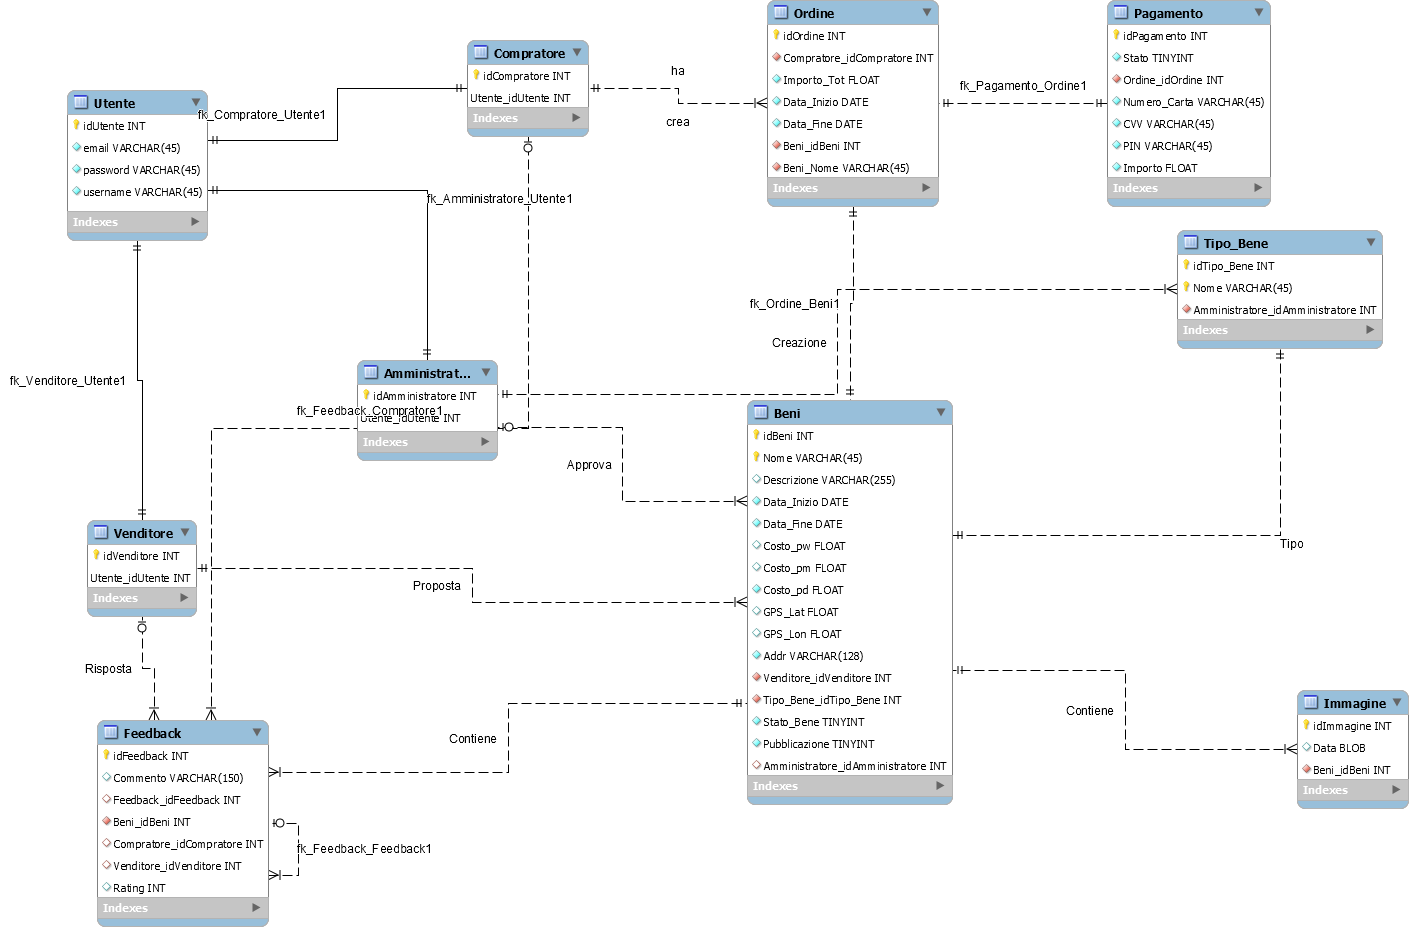 Utente
idUtente INT
email VARCHAR(45)
password VARCHAR(45)
username VARCHAR(45)
Indexes
fk_Compratore_Utente1
Compratore
idCompratore INT
Utente_idUtente INT
Indexes
ha
crea
Ordine
idOrdine INT
Compratore_idCompratore INT
Importo_Tot FLOAT
Data_Inizio DATE
Data_Fine DATE
Beni_idBeni INT
Beni_Nome VARCHAR(45)
Indexes
fk_Pagamento_Ordine1
Pagamento
idPagamento INT
Stato TINYINT
Ordine_idOrdine INT
Numero_Carta VARCHAR(45)
CVV VARCHAR(45)
PIN VARCHAR(45)
Importo FLOAT
Indexes
fk_Amministratore_Utente1
Tipo_Bene
idTipo_Bene INT
Nome VARCHAR(45)
Amministratore_idAmministratore INT
Indexes
fk_Ordine_Beni1
Creazione
fk_Venditore_Utente1
Amministrat...
idAmministratore INT
Utente_idUtente INT
Indexes
fk_Feedback_Compratore1
Approva
Beni
idBeni INT
Nome VARCHAR(45)
Descrizione VARCHAR(255)
Data_Inizio DATE
Data_Fine DATE
Costo_pw FLOAT
Costo_pm FLOAT
Costo_pd FLOAT
GPS_Lat FLOAT
GPS_Lon FLOAT
Addr VARCHAR(128)
Venditore_idVenditore INT
Tipo_Bene_idTipo_Bene INT
Stato_Bene TINYINT
Pubblicazione TINYINT
Amministratore_idAmministratore INT
Indexes
Tipo
Venditore
idVenditore INT
Utente_idUtente INT
Indexes
Proposta
Risposta
Contiene
Contiene
Immagine
idImmagine INT
Data BLOB
Beni_idBeni INT
Indexes
Feedback
idFeedback INT
Commento VARCHAR(150)
Feedback_idFeedback INT
Beni_idBeni INT
Compratore_idCompratore INT
Venditore_idVenditore INT
Rating INT
Indexes
fk_Feedback_Feedback1